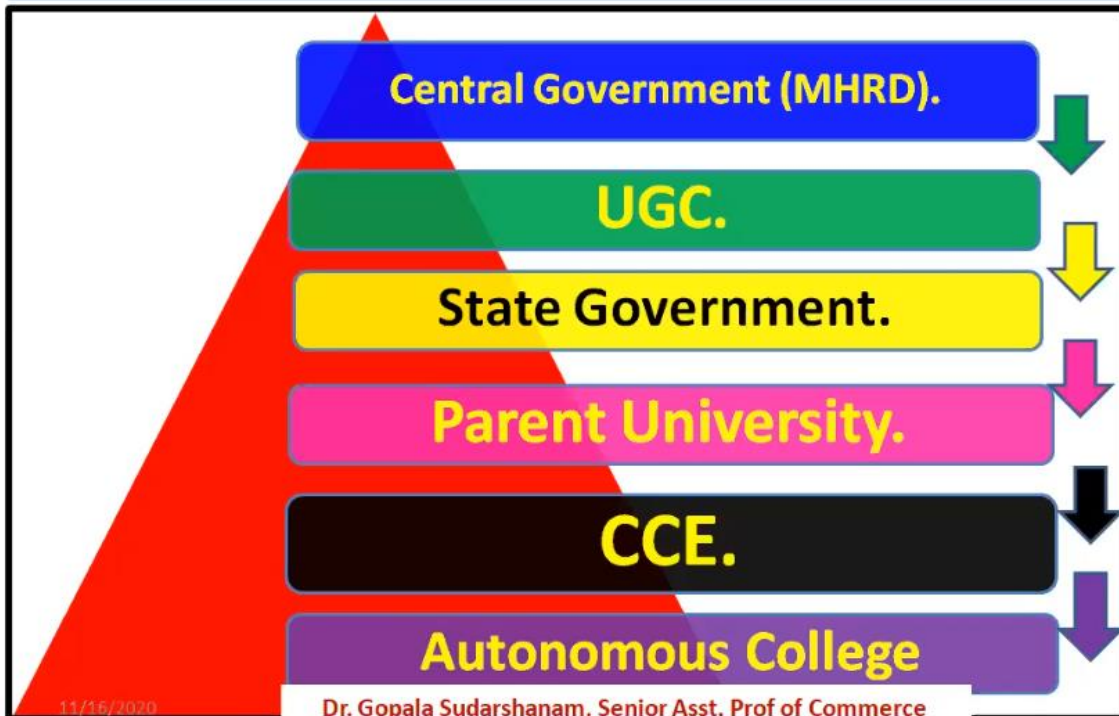 Central Government (MHRD).
UGC.
State Government.
Parent University.
CCE.
Autonomous College
11/16/2020
Dr. Gopala Sudarshanam, Senior Asst. Prof of Commerce